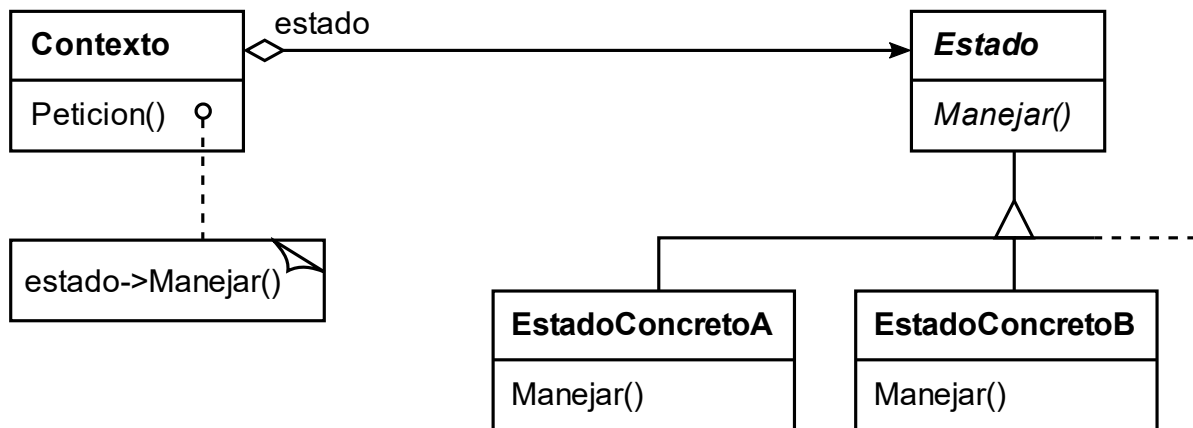 Contexto
estado
Estado
Peticion()
Manejar()
estado->Manejar()
EstadoConcretoA
EstadoConcretoB
Manejar()
Manejar()